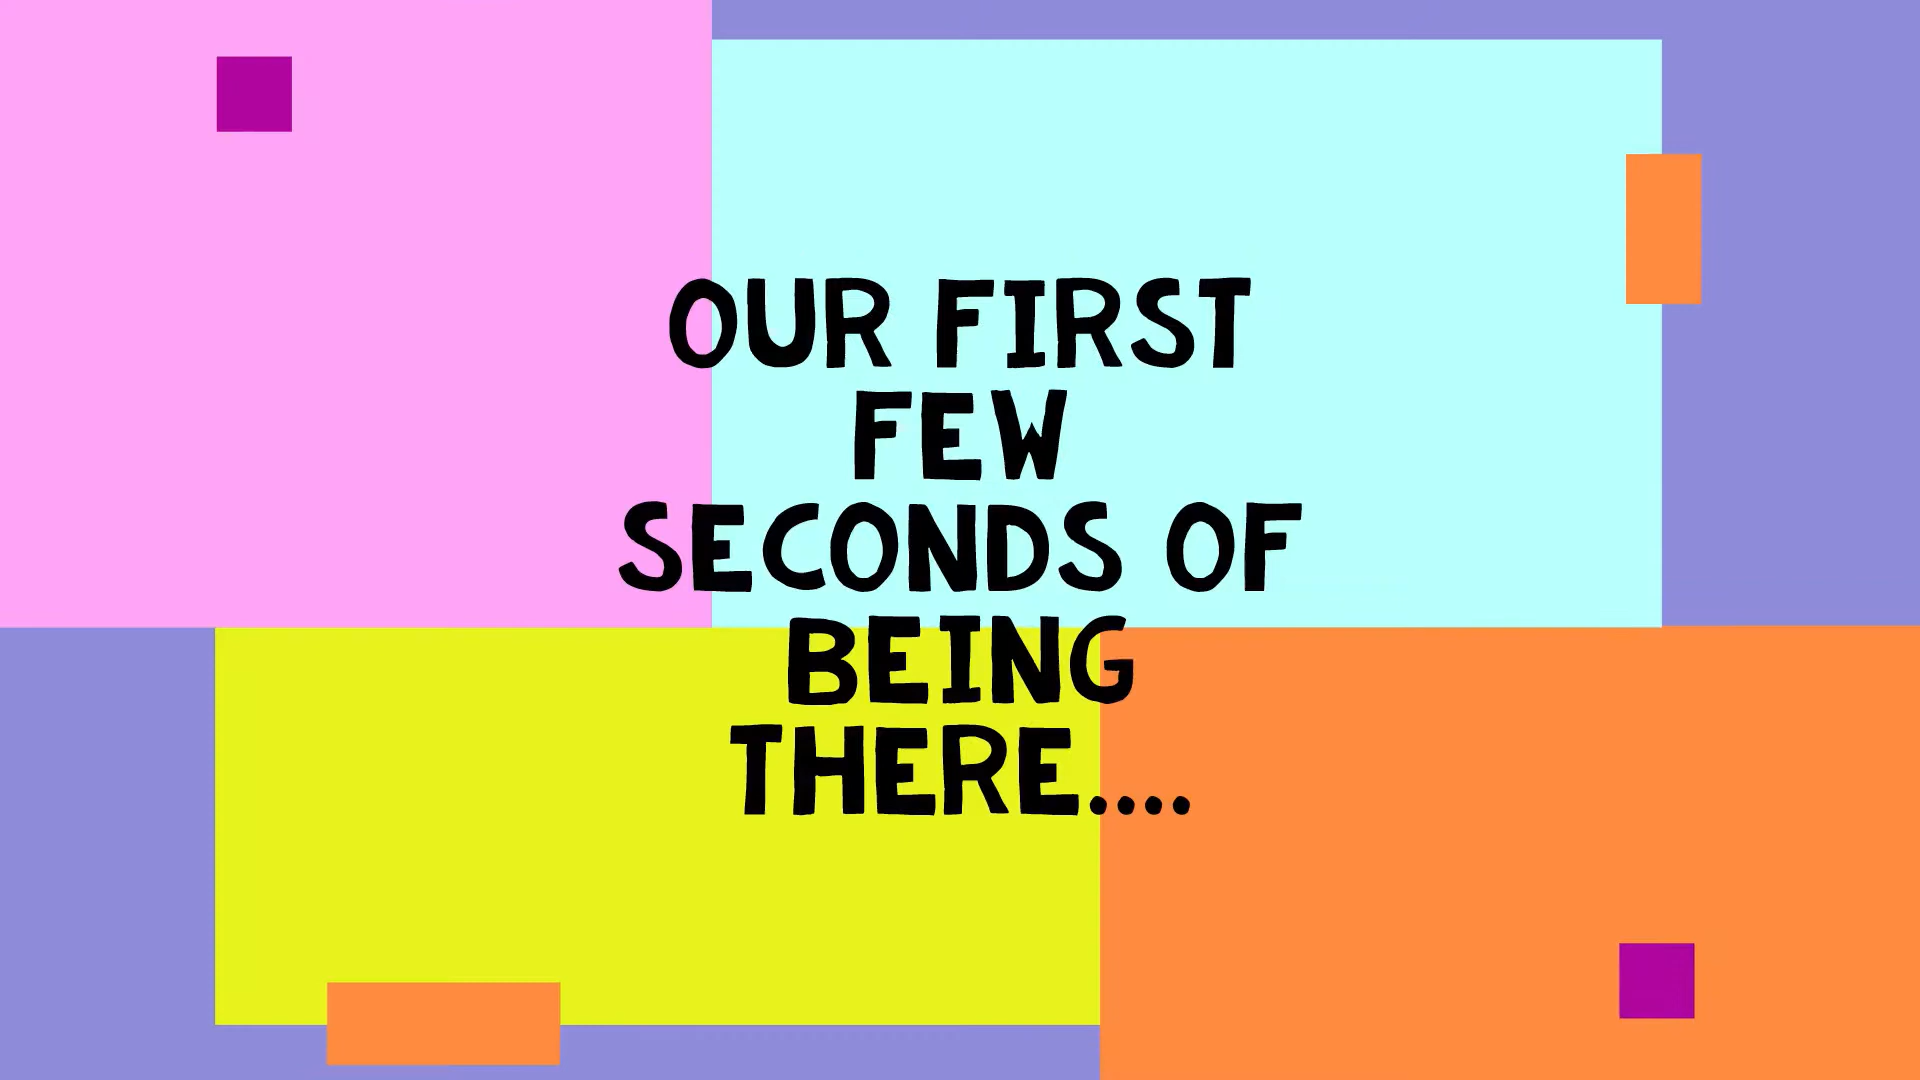 OUR FIRST
FEW
SECONDS OF
BEING
THERE....